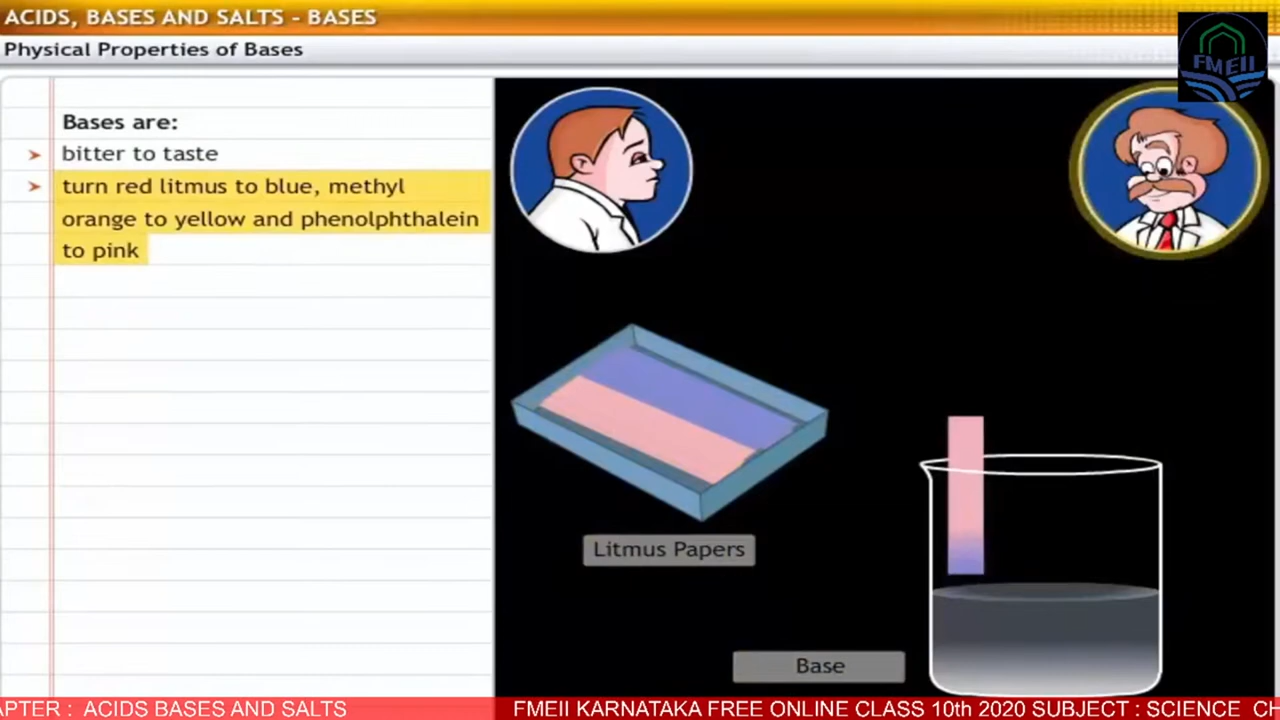 ACIDS, BASES AND SALTS - BASES
Physical Properties of Bases
FMEII
Bases are:
bitter to taste
turn red litmus to blue, methyl
orange to yellow and phenolphthalein
to pink
Litmus Papers
Base
APTER : ACIDS BASES AND SALTS FMEII KARNATAKA FREE ONLINE CLASS 10th 2020 SUBJECT : SCIENCE CH